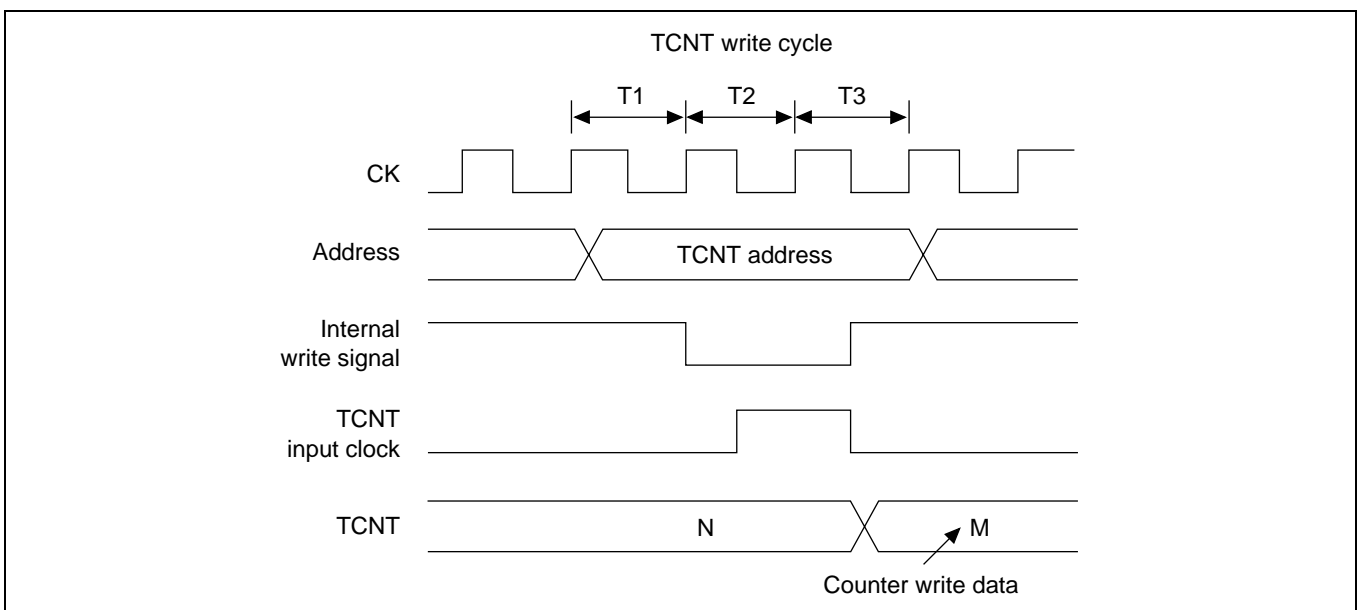 TCNT write cycle
T1 T2 T3
CK
Address
TCNT address
Internal
write signal
TCNT
input clock
TCNT
N
M
Counter write data